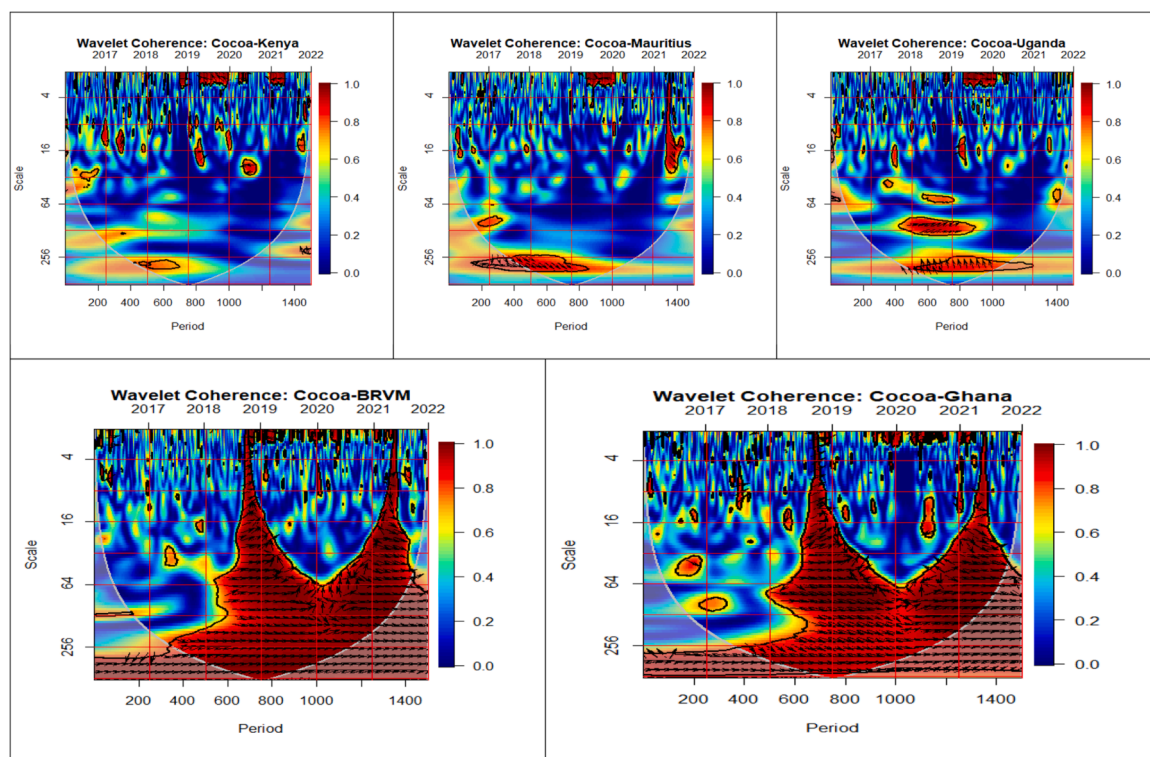 Wavelet Coherence: Cocoa-Kenya
2017 2018 2019 2020 2021 2022
Scale
4
16
64
256
1.0
0.8
0.6
0.4
0.2
0.0
200 400 600 800 1000 1400
Period
Wavelet Coherence: Cocoa-Mauritius
2017 2018 2019 2020 2021 2022
Scale
4
16
64
256
1.0
0.8
0.6
0.4
0.2
0.0
200 400 600 800 1000 1400
Period
Wavelet Coherence: Cocoa-Uganda
2017 2018 2019 2020 2021 2022
Scale
4
16
64
256
1.0
0.8
0.6
0.4
0.2
0.0
200 400 600 800 1000 1400
Period
Wavelet Coherence: Cocoa-BRVM
2017 2018 2019 2020 2021 2022
Scale
4
16
64
256
1.0
0.8
0.6
0.4
0.2
0.0
200 400 600 800 1000 1400
Period
Wavelet Coherence: Cocoa-Ghana
2017 2018 2019 2020 2021 2022
Scale
4
16
64
256
1.0
0.8
0.6
0.4
0.2
0.0
200 400 600 800 1000 1400
Period